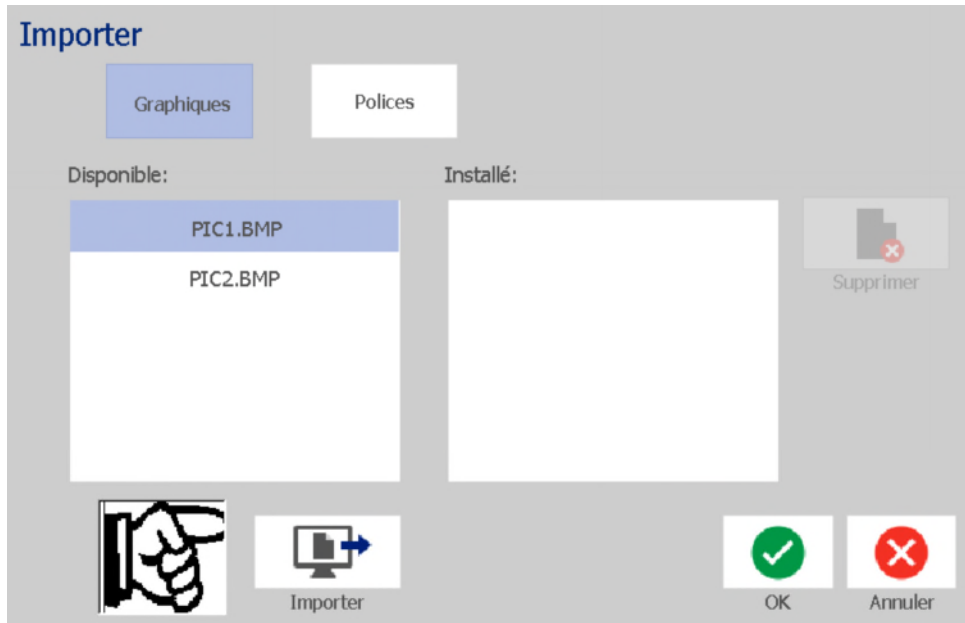 Importer
Graphiques
Polices
Disponible:
Installé:
PIC1.BMP
PIC2.BMP
Supprimer
Importer
OK
Annuler